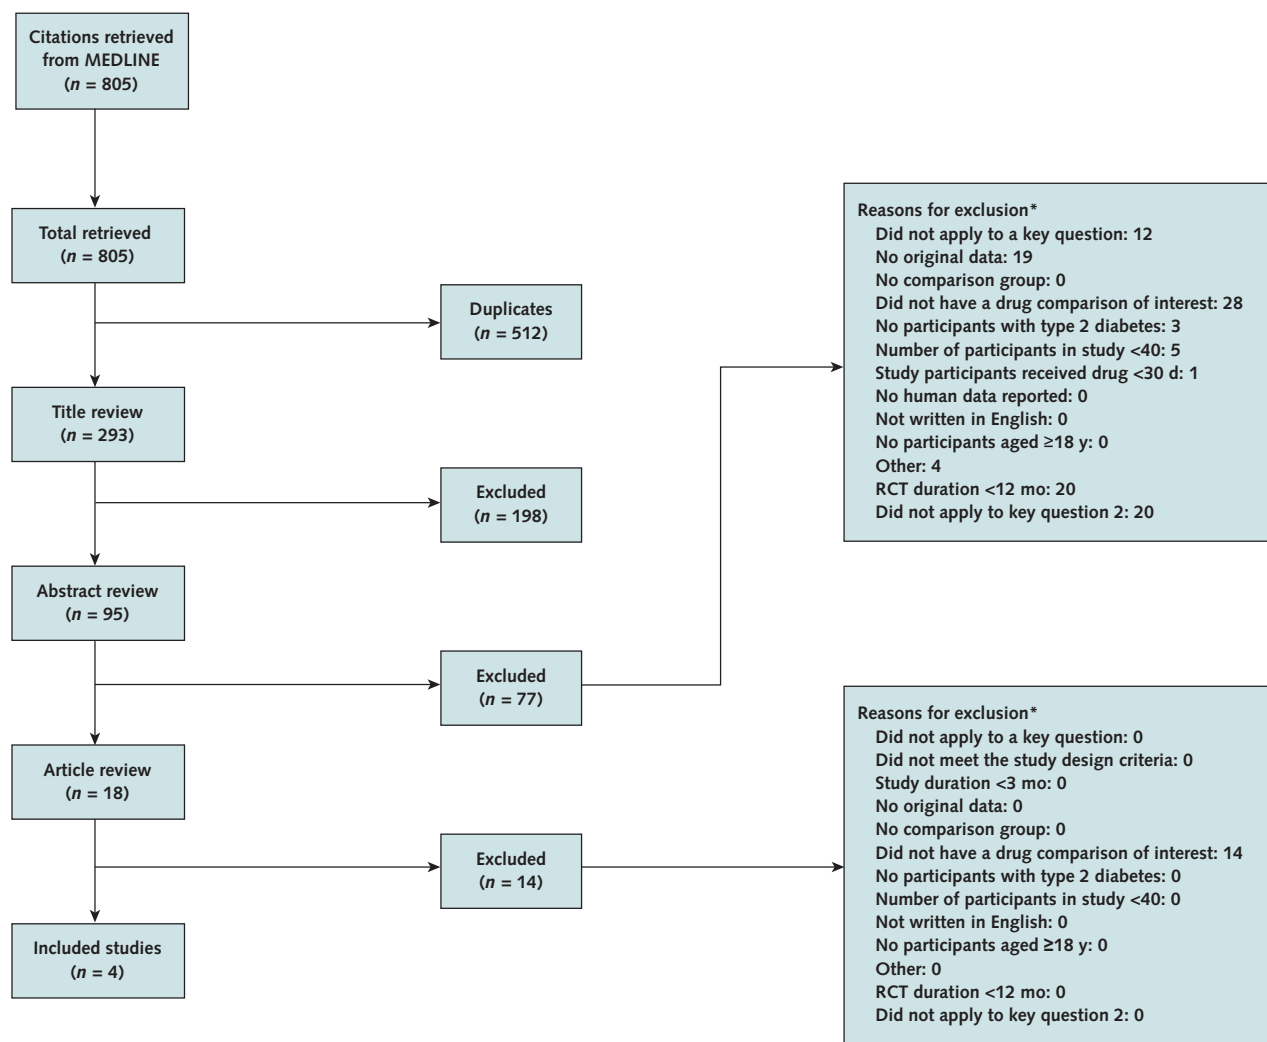 Citations retrieved
from MEDLINE
(n = 805)
Total retrieved
(n = 805)
Duplicates
(n = 512)
Title review
(n = 293)
Excluded
(n = 198)
Abstract review
(n = 95)
Excluded
(n = 77)
Reasons for exclusion*
Did not apply to a key question: 12
No original data: 19
No comparison group: 0
Did not have a drug comparison of interest: 28
No participants with type 2 diabetes: 3
Number of participants in study <40: 5
Study participants received drug <30 d: 1
No human data reported: 0
Not written in English: 0
No participants aged ≥18 y: 0
Other: 4
RCT duration <12 mo: 20
Did not apply to key question 2: 20
Article review
(n = 18)
Excluded
(n = 14)
Reasons for exclusion*
Did not apply to a key question: 0
Did not meet the study design criteria: 0
Study duration <3 mo: 0
No original data: 0
No comparison group: 0
Did not have a drug comparison of interest: 14
No participants with type 2 diabetes: 0
Number of participants in study <40: 0
Not written in English: 0
No participants aged ≥18 y: 0
Other: 0
RCT duration <12 mo: 0
Did not apply to key question 2: 0
Included studies
(n = 4)